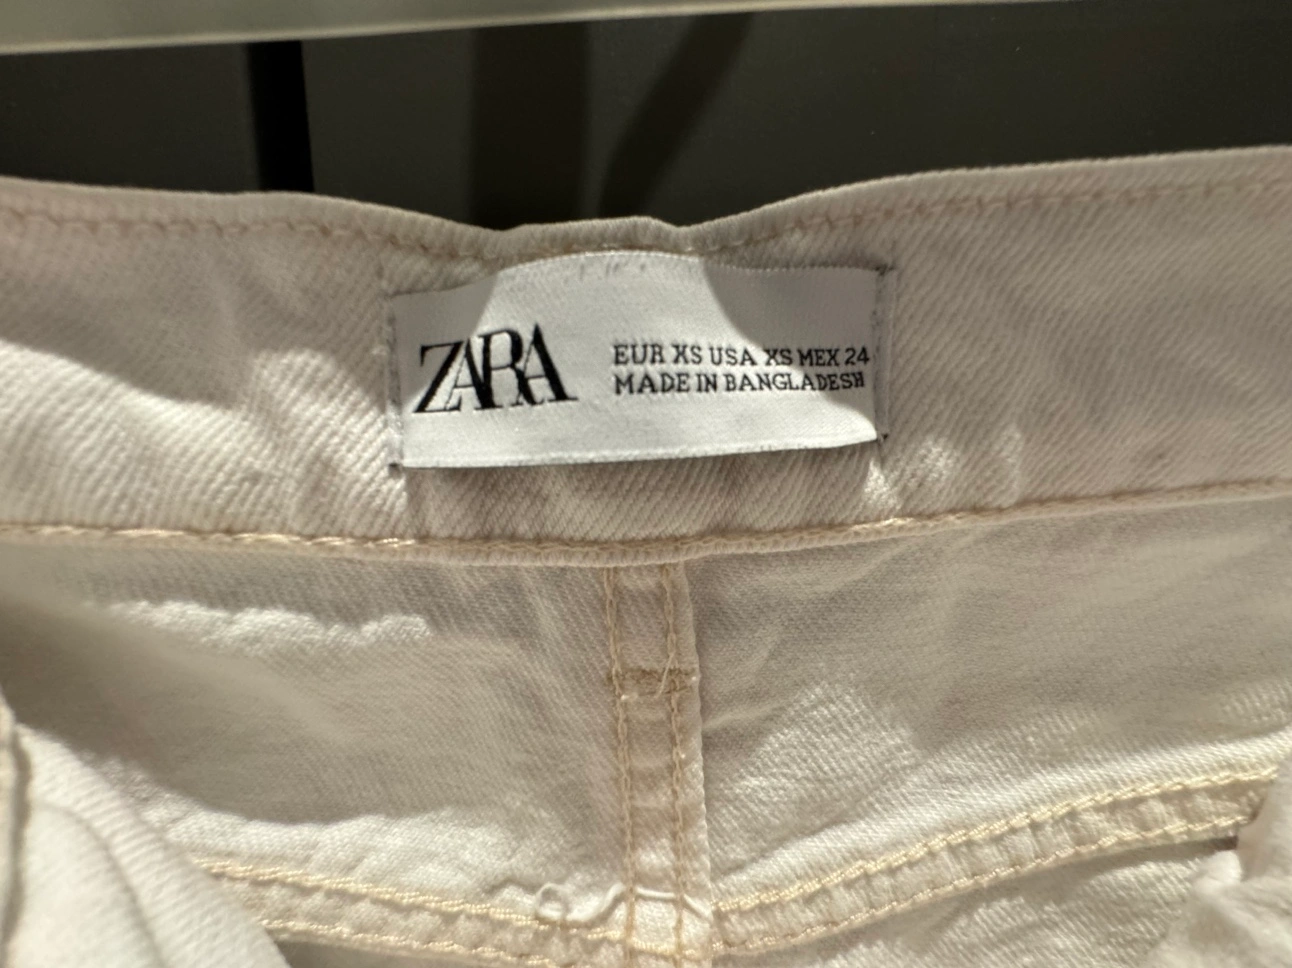 ZARA
EUR XS USA XS MEX 24
MADE IN BANGLADESH